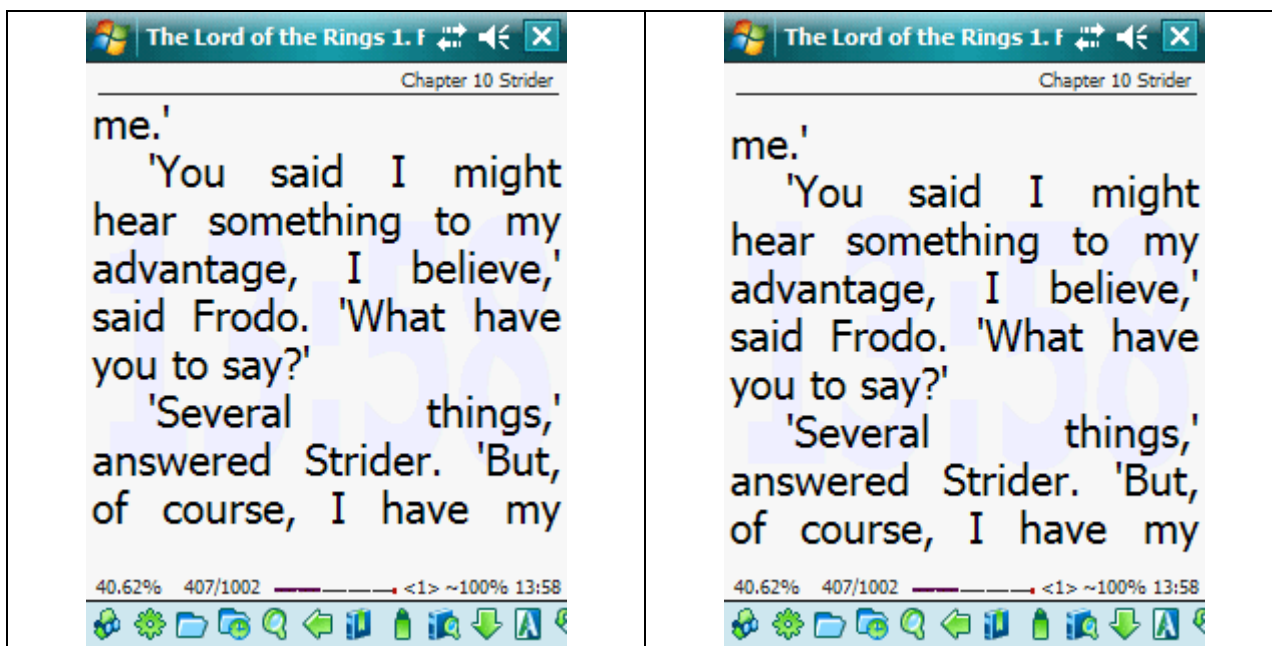 The Lord of the Rings 1. F
Chapter 10 Strider
me.'
'You said I might
hear something to my
advantage, I believe,'
said Frodo. 'What have
you to say?'
'Several things,'
answered Strider. 'But,
of course, I have my
40.62% 407/1002 <1> ~100% 13:58
13:58
The Lord of the Rings 1. F
Chapter 10 Strider
me.'
'You said I might
hear something to my
advantage, I believe,'
said Frodo. 'What have
you to say?'
'Several things,'
answered Strider. 'But,
of course, I have my
40.62% 407/1002 <1> ~100% 13:58
13:58